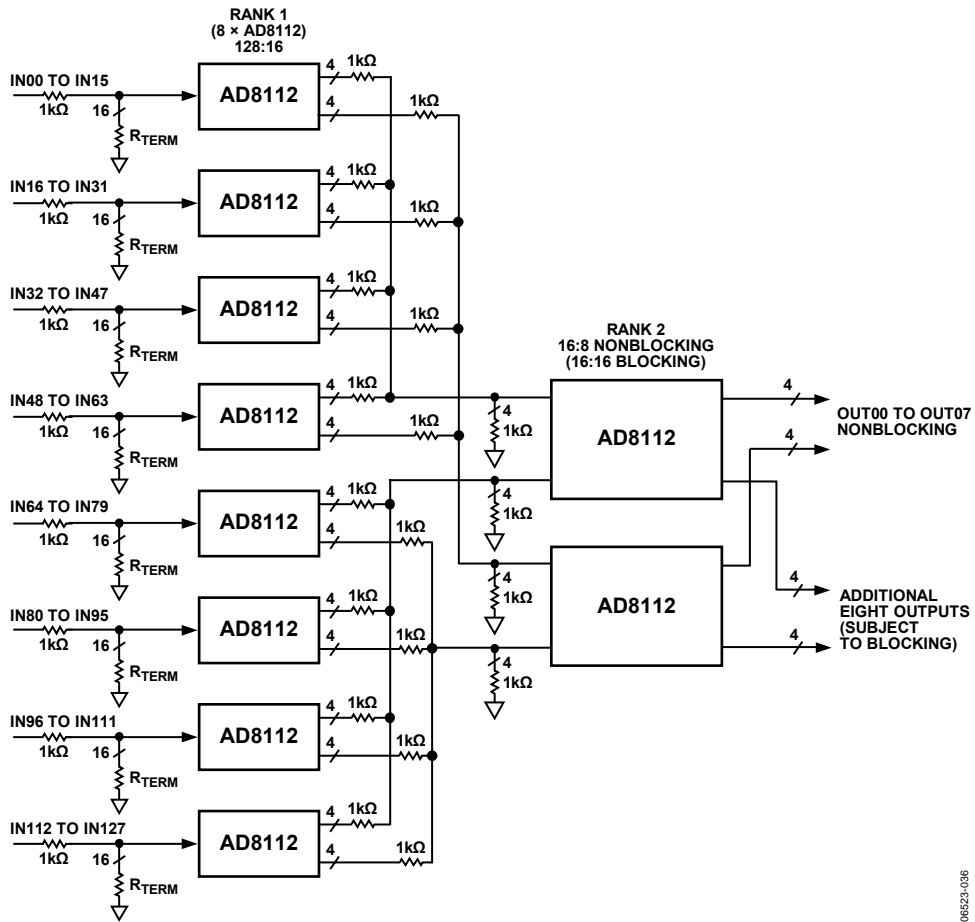 RANK 1
(8 × AD8112)
128:16
IN00 TO IN15
1kΩ
16
RTERM
AD8112
4
1kΩ
4
1kΩ
IN16 TO IN31
1kΩ
16
RTERM
AD8112
4
1kΩ
4
1kΩ
IN32 TO IN47
1kΩ
16
RTERM
AD8112
4
1kΩ
4
1kΩ
IN48 TO IN63
1kΩ
16
RTERM
AD8112
4
1kΩ
4
1kΩ
IN64 TO IN79
1kΩ
16
RTERM
AD8112
4
1kΩ
4
1kΩ
IN80 TO IN95
1kΩ
16
RTERM
AD8112
4
1kΩ
4
1kΩ
IN96 TO IN111
1kΩ
16
RTERM
AD8112
4
1kΩ
4
1kΩ
IN112 TO IN127
1kΩ
16
RTERM
AD8112
4
1kΩ
4
1kΩ
RANK 2
16:8 NONBLOCKING
(16:16 BLOCKING)
4
1kΩ
4
1kΩ
AD8112
4
1kΩ
4
1kΩ
AD8112
4
4
OUT00 TO OUT07
NONBLOCKING
4
4
ADDITIONAL
EIGHT OUTPUTS
(SUBJECT
TO BLOCKING)
06523-036